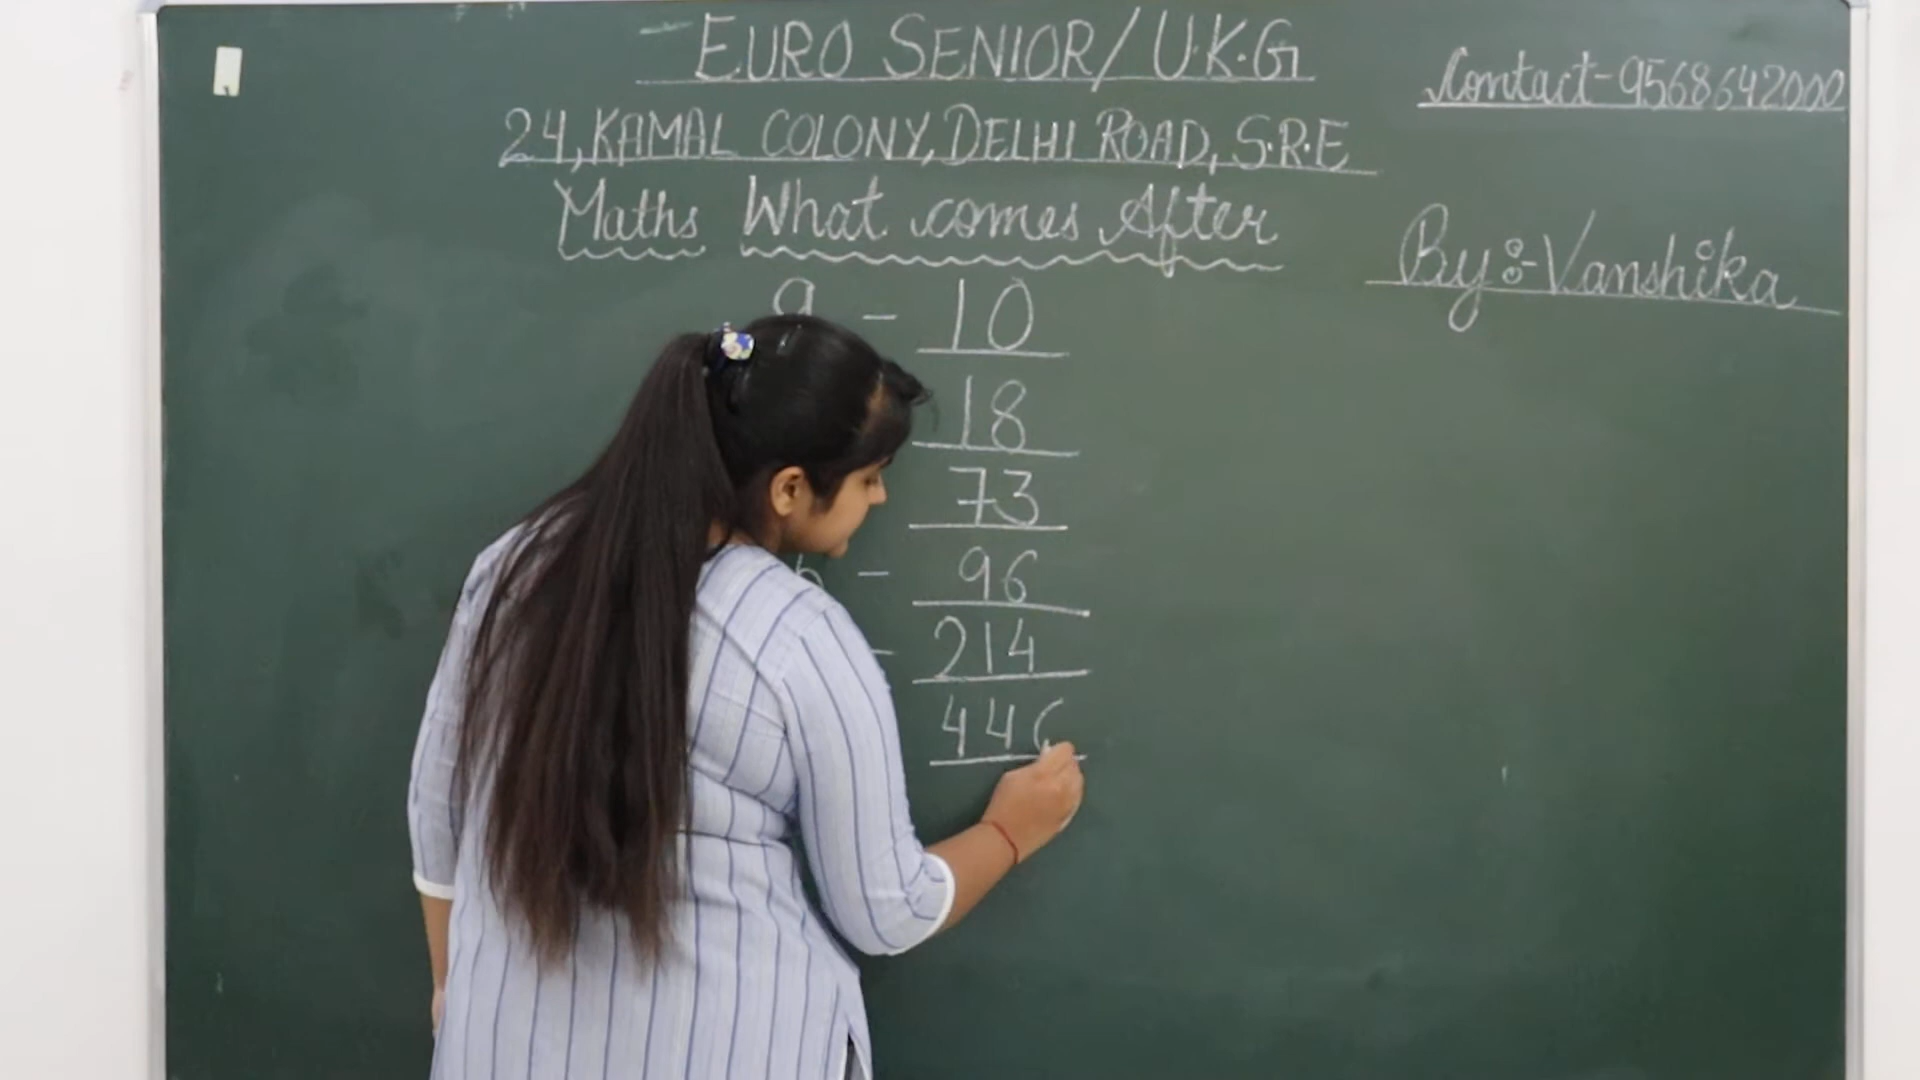 EURO SENIOR/U.K.G
Contact-9568642000
24,KAMAL COLONY,DELHI ROAD, S.R.E
Maths What comes After
By:-Vanshika
9 - 10
18
73
- 96
- 214
44